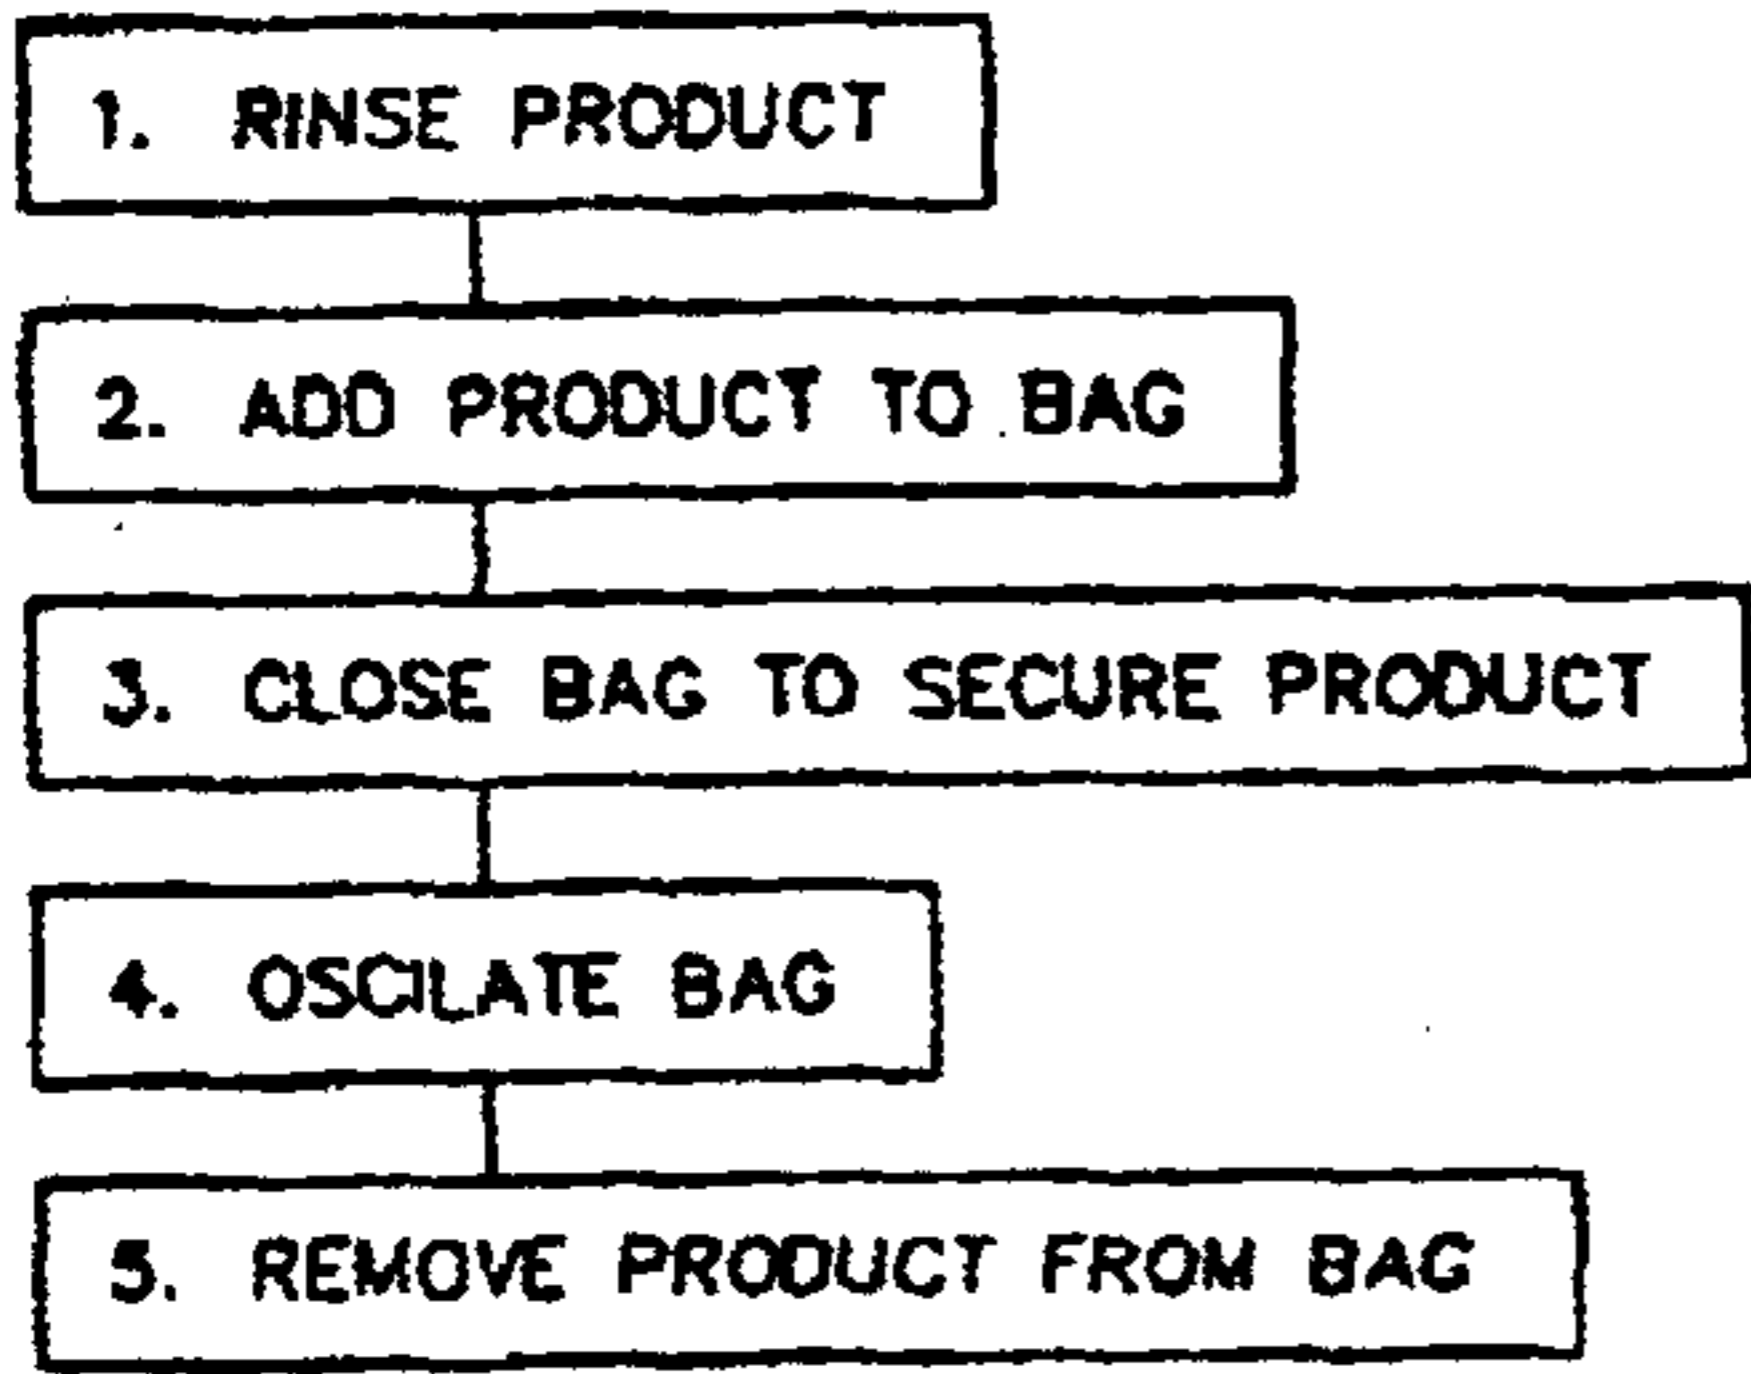 1. RINSE PRODUCT
2. ADD PRODUCT TO BAG
3. CLOSE BAG TO SECURE PRODUCT
4. OSCILATE BAG
5. REMOVE PRODUCT FROM BAG